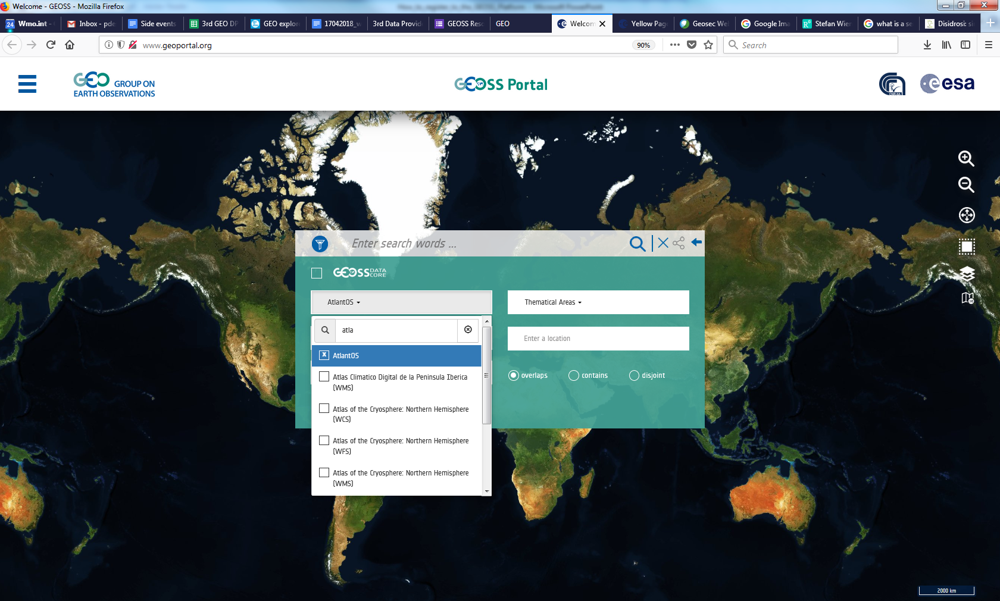 Welcome - GEOSS - Mozilla Firefox
24 Wmo.int -
Inbox - pde
Side events
3rd GEO DP
GEO explor
17042018_w
3rd Data Provid
GEOSS Res
GEO
Welcom
Yellow Pag
Geosec We
Google Ima
Stefan Wier
what is a se
Disidrosi: si
www.geoportal.org
90%
Search
GEO GROUP ON
EARTH OBSERVATIONS
GEOSS Portal
esa
Enter search words ...
GEOSS DATA
CORE
AtlantOS
Thematical Areas
atla
Enter a location
AtlantOS
overlaps
contains
disjoint
Atlas Climatico Digital de la Peninsula Iberica
(WMS)
Atlas of the Cryosphere: Northern Hemisphere
(WCS)
Atlas of the Cryosphere: Northern Hemisphere
(WFS)
Atlas of the Cryosphere: Northern Hemisphere
(WMS)
2000 km